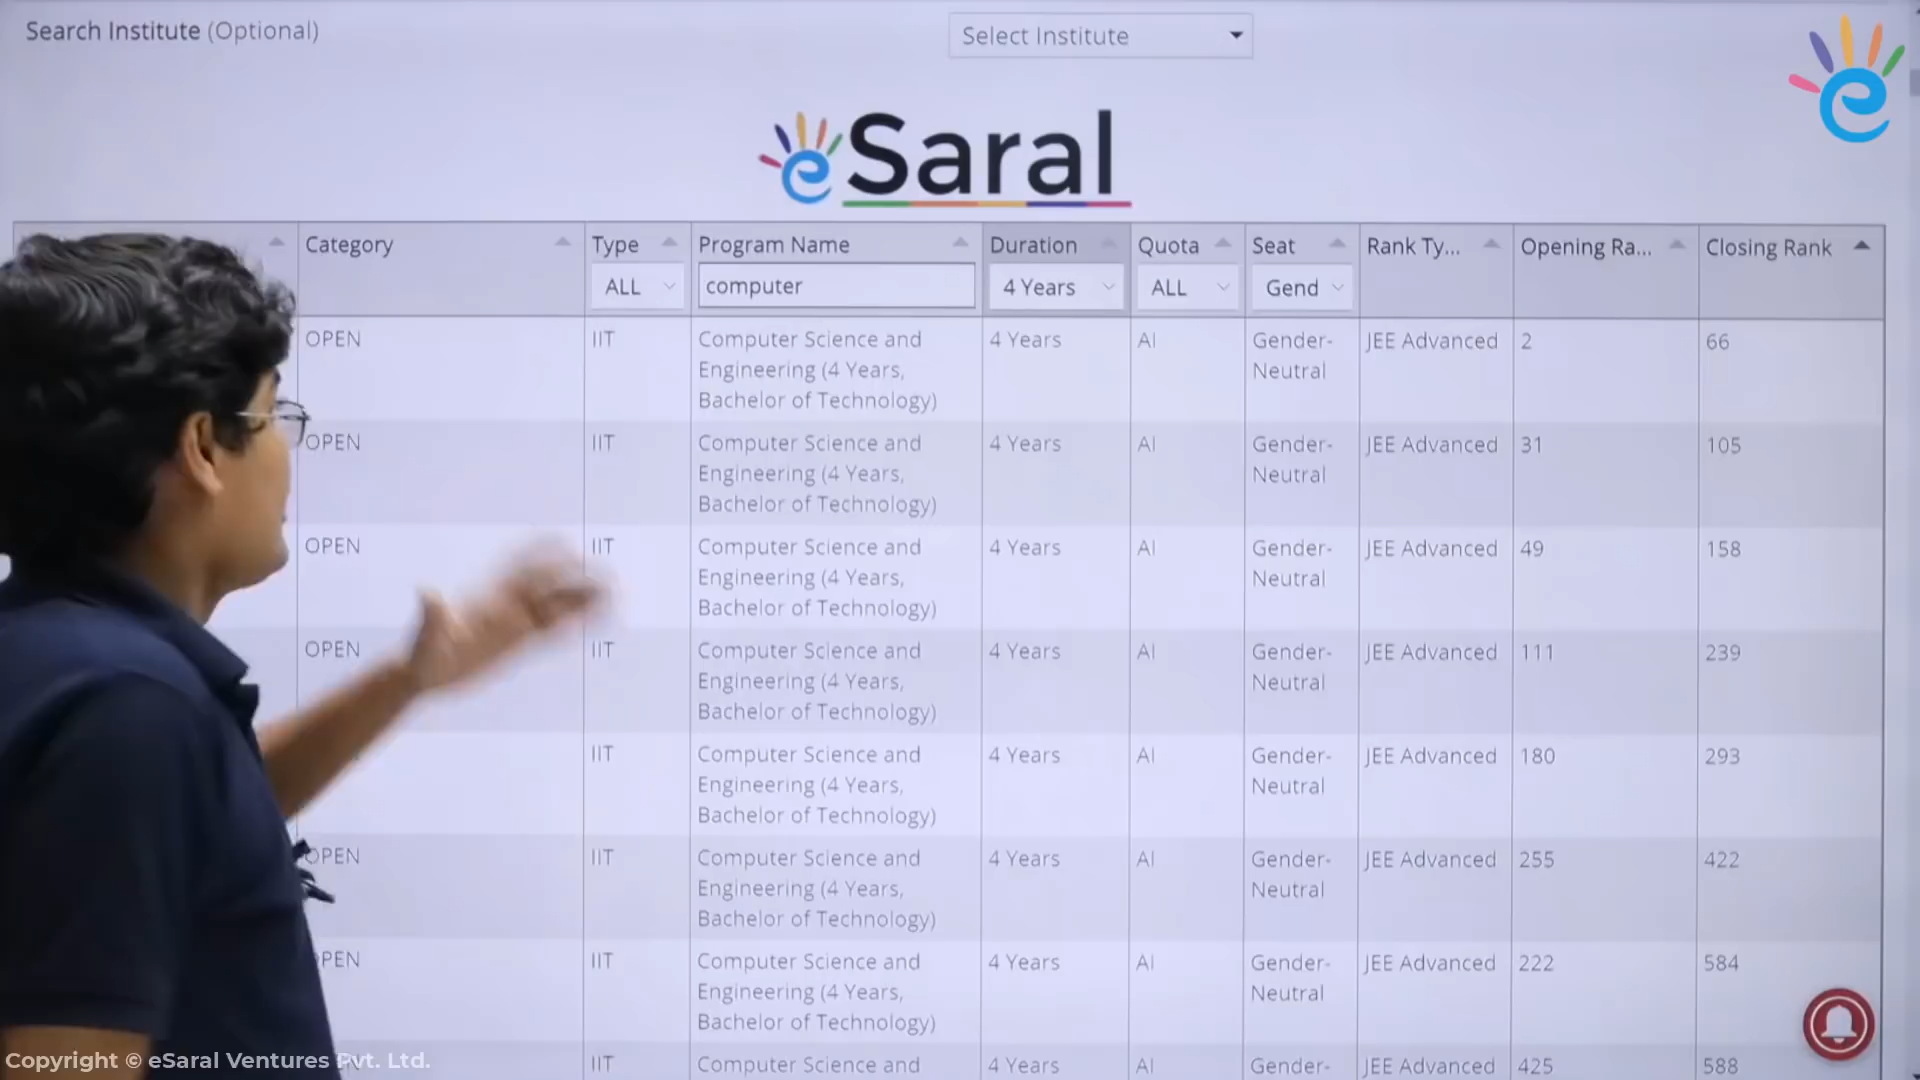 Search Institute (Optional)
Select Institute
eSaral
Category
Type
Program Name
Duration
Quota
Seat
Rank Ty...
Opening Ra...
Closing Rank
ALL
computer
4 Years
ALL
Gend
OPEN
IIT
Computer Science and
Engineering (4 Years,
Bachelor of Technology)
4 Years
AI
Gender-
Neutral
JEE Advanced
2
66
OPEN
IIT
Computer Science and
Engineering (4 Years,
Bachelor of Technology)
4 Years
AI
Gender-
Neutral
JEE Advanced
31
105
OPEN
IIT
Computer Science and
Engineering (4 Years,
Bachelor of Technology)
4 Years
AI
Gender-
Neutral
JEE Advanced
49
158
OPEN
IIT
Computer Science and
Engineering (4 Years,
Bachelor of Technology)
4 Years
AI
Gender-
Neutral
JEE Advanced
111
239
IIT
Computer Science and
Engineering (4 Years,
Bachelor of Technology)
4 Years
AI
Gender-
Neutral
JEE Advanced
180
293
OPEN
IIT
Computer Science and
Engineering (4 Years,
Bachelor of Technology)
4 Years
AI
Gender-
Neutral
JEE Advanced
255
422
PEN
IIT
Computer Science and
Engineering (4 Years,
Bachelor of Technology)
4 Years
AI
Gender-
Neutral
JEE Advanced
222
584
IIT
Computer Science and
4 Years
AI
Gender-
JEE Advanced
425
588
Copyright © eSaral Ventures Pvt. Ltd.